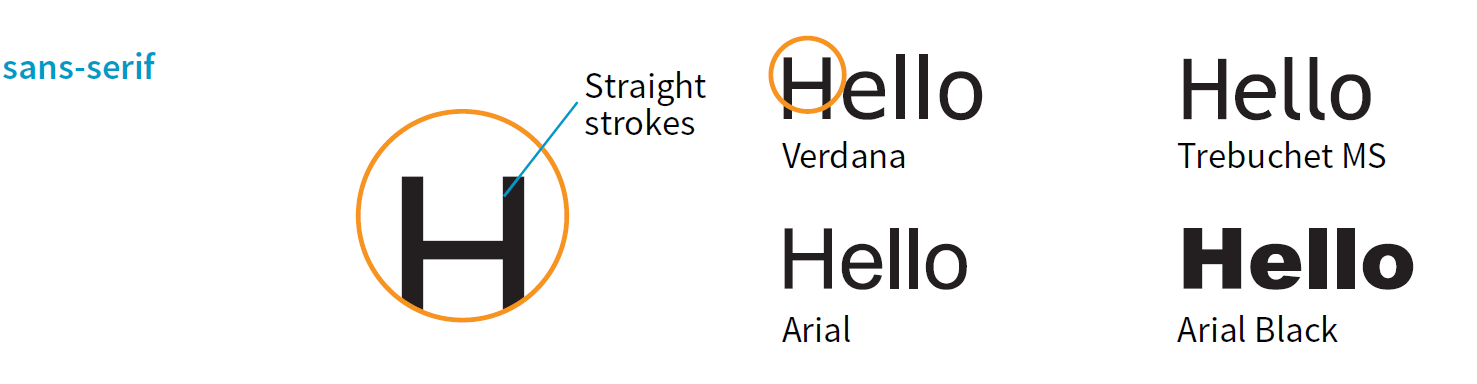 sans-serif
Straight
strokes
H
Hello
Verdana
Hello
Trebuchet MS
Hello
Arial
Hello
Arial Black